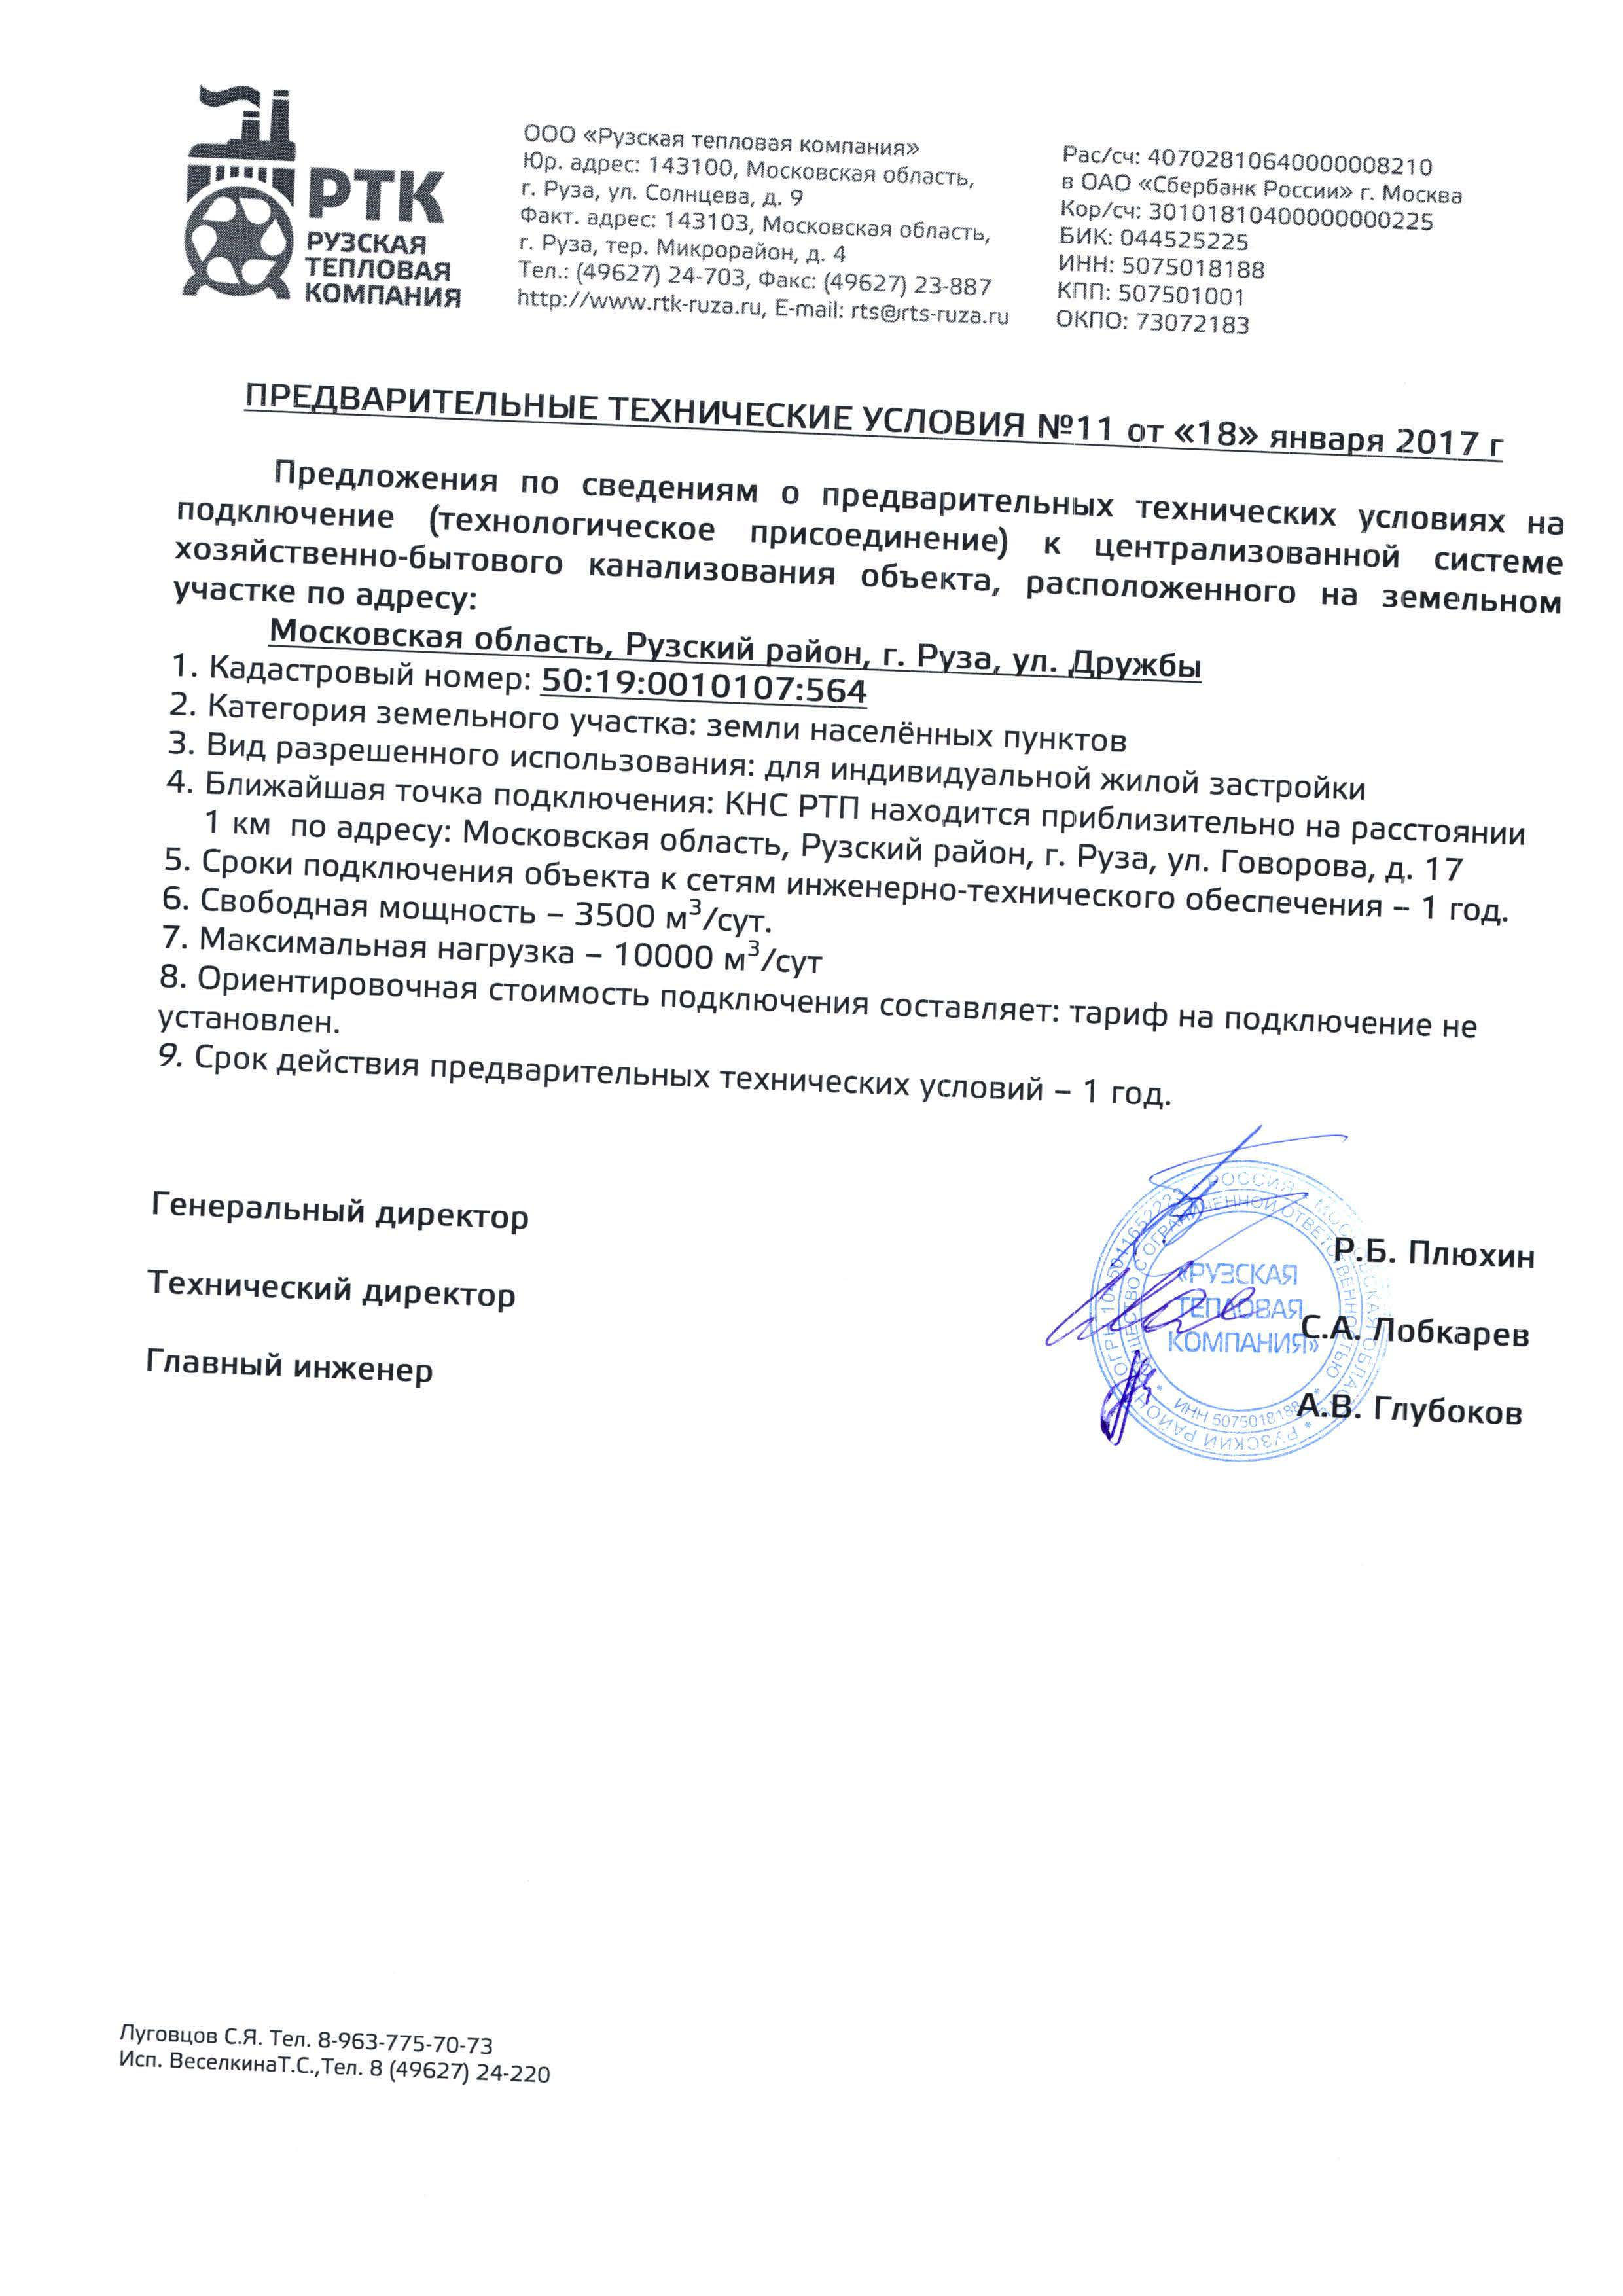 РТК
РУЗСКАЯ
ТЕПЛОВАЯ
КОМПАНИЯ
ООО «Рузская тепловая компания»
Юр. адрес: 143100, Московская область,
г. Руза, ул. Солнцева, д. 9
Факт. адрес: 143103, Московская область,
г. Руза, тер. Микрорайон, д. 4
Тел.: (49627) 24-703, Факс: (49627) 23-887
http://www.rtk-ruza.ru, E-mail: rts@rts-ruza.ru
Рас/сч: 40702810640000008210
в ОАО «Сбербанк России» г. Москва
Кор/сч: 30101810400000000225
БИК: 044525225
ИНН: 5075018188
КПП: 507501001
ОКПО: 73072183
ПРЕДВАРИТЕЛЬНЫЕ ТЕХНИЧЕСКИЕ УСЛОВИЯ №11 от «18» января 2017 г
Предложения по сведениям о предварительных технических условиях на
подключение (технологическое присоединение) к централизованной системе
хозяйственно-бытового канализования объекта, расположенного на земельном
участке по адресу:
Московская область, Рузский район, г. Руза, ул. Дружбы
1. Кадастровый номер: 50:19:0010107:564
2. Категория земельного участка: земли населённых пунктов
3. Вид разрешенного использования: для индивидуальной жилой застройки
4. Ближайшая точка подключения: КНС РТП находится приблизительно на расстоянии
1 км по адресу: Московская область, Рузский район, г. Руза, ул. Говорова, д. 17
5. Сроки подключения объекта к сетям инженерно-технического обеспечения – 1 год.
6. Свободная мощность – 3500 м³/сут.
7. Максимальная нагрузка – 10000 м³/сут
8. Ориентировочная стоимость подключения составляет: тариф на подключение не
установлен.
9. Срок действия предварительных технических условий – 1 год.
Генеральный директор
Р.Б. Плюхин
Технический директор
С.А. Лобкарев
Главный инженер
А.В. Глубоков
РОССИЯ * МОСКОВСКАЯ ОБЛАСТЬ * РУЗСКИЙ РАЙОН
ОБЩЕСТВО С ОГРАНИЧЕННОЙ ОТВЕТСТВЕННОСТЬЮ
* ИНН 5075018188 *
«РУЗСКАЯ
ТЕПЛОВАЯ
КОМПАНИЯ»
Луговцов С.Я. Тел. 8-963-775-70-73
Исп. ВеселкинаТ.С.,Тел. 8 (49627) 24-220